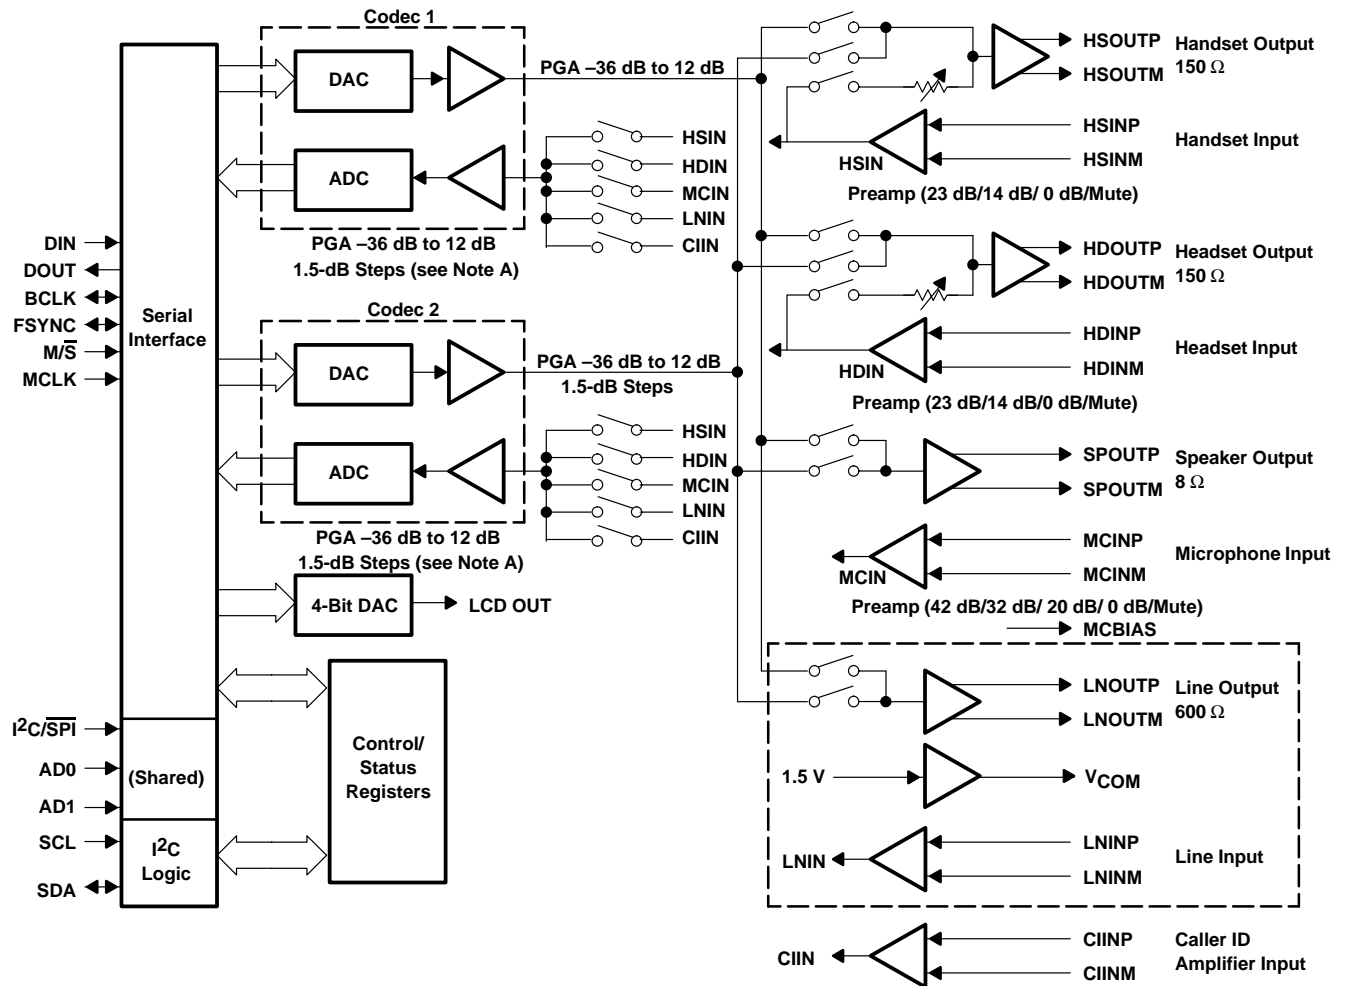 Codec 1
DAC
PGA –36 dB to 12 dB
ADC
HSIN
HDIN
MCIN
LNIN
CIIN
PGA –36 dB to 12 dB
1.5-dB Steps (see Note A)
HSOUTP
HSOUTM
Handset Output
150 Ω
HSINP
HSINM
Handset Input
HSIN
Preamp (23 dB/14 dB/ 0 dB/Mute)
DIN
DOUT
BCLK
FSYNC
M/S̅
MCLK
Serial
Interface
HDOUTP
HDOUTM
Headset Output
150 Ω
HDINP
HDINM
Headset Input
HDIN
Preamp (23 dB/14 dB/0 dB/Mute)
Codec 2
DAC
PGA –36 dB to 12 dB
1.5-dB Steps
ADC
HSIN
HDIN
MCIN
LNIN
CIIN
PGA –36 dB to 12 dB
1.5-dB Steps (see Note A)
SPOUTP
SPOUTM
Speaker Output
8 Ω
MCINP
MCINM
Microphone Input
MCIN
Preamp (42 dB/32 dB/ 20 dB/ 0 dB/Mute)
MCBIAS
4-Bit DAC
LCD OUT
LNOUTP
LNOUTM
Line Output
600 Ω
1.5 V
VCOM
LNINP
LNINM
Line Input
LNIN
I²C/S̅P̅I̅
AD0
AD1
SCL
SDA
(Shared)
I²C
Logic
Control/
Status
Registers
CIINP
CIINM
Caller ID
Amplifier Input
CIIN